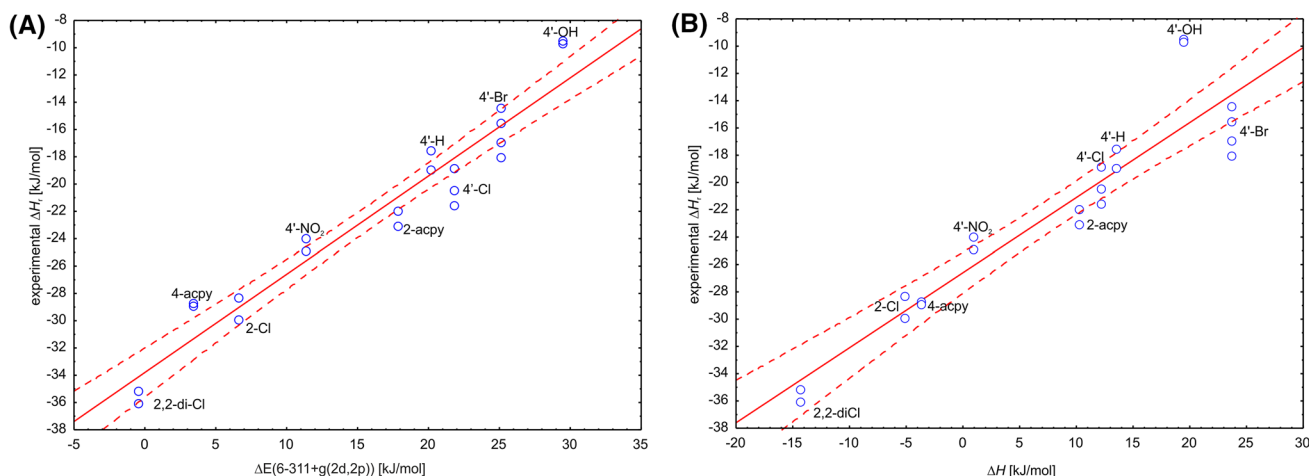 (A)
experimental ΔHᵣ [kJ/mol]
-8
-10
-12
-14
-16
-18
-20
-22
-24
-26
-28
-30
-32
-34
-36
-38
4'-OH
4'-Br
4'-H
4'-Cl
2-acpy
4'-NO₂
4-acpy
2-Cl
2,2-di-Cl
-5 0 5 10 15 20 25 30 35
ΔE(6-311+g(2d,2p)) [kJ/mol]
(B)
experimental ΔHᵣ [kJ/mol]
-8
-10
-12
-14
-16
-18
-20
-22
-24
-26
-28
-30
-32
-34
-36
-38
4'-OH
4'-Br
4'-H
4'-Cl
2-acpy
4'-NO₂
2-Cl
4-acpy
2,2-diCl
-20 -15 -10 -5 0 5 10 15 20 25 30
ΔH [kJ/mol]